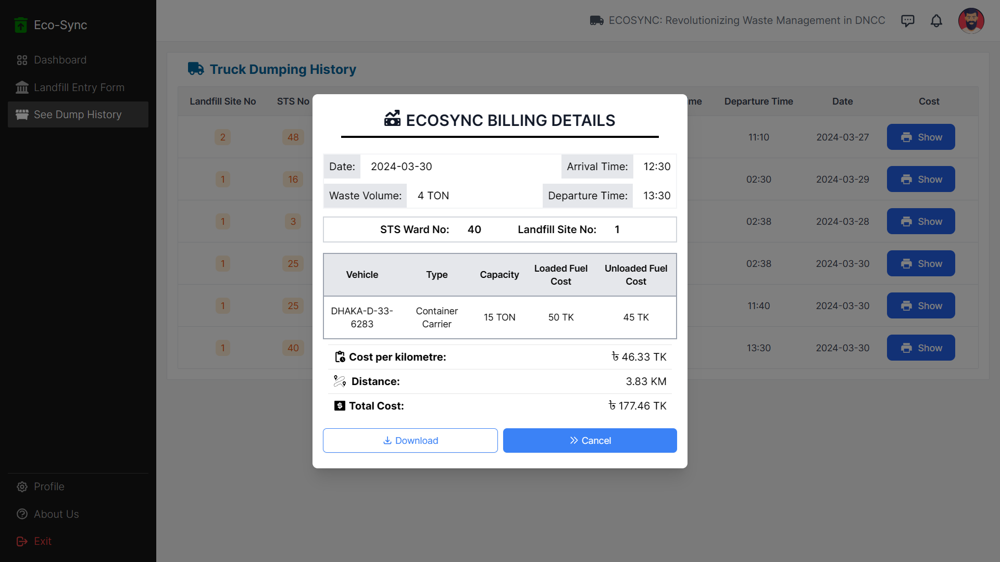 Eco-Sync
Dashboard
Landfill Entry Form
See Dump History
Profile
About Us
Exit
ECOSYNC: Revolutionizing Waste Management in DNCC
Truck Dumping History
Landfill Site No STS No Departure Time Date Cost
2 48 11:10 2024-03-27 Show
1 16 02:30 2024-03-29 Show
1 3 02:38 2024-03-28 Show
1 25 02:38 2024-03-30 Show
1 25 11:40 2024-03-30 Show
1 40 13:30 2024-03-30 Show
ECOSYNC BILLING DETAILS
Date: 2024-03-30 Arrival Time: 12:30
Waste Volume: 4 TON Departure Time: 13:30
STS Ward No: 40 Landfill Site No: 1
Vehicle Type Capacity Loaded Fuel Cost Unloaded Fuel Cost
DHAKA-D-33-6283 Container Carrier 15 TON 50 TK 45 TK
Cost per kilometre: ৳ 46.33 TK
Distance: 3.83 KM
Total Cost: ৳ 177.46 TK
Download
Cancel